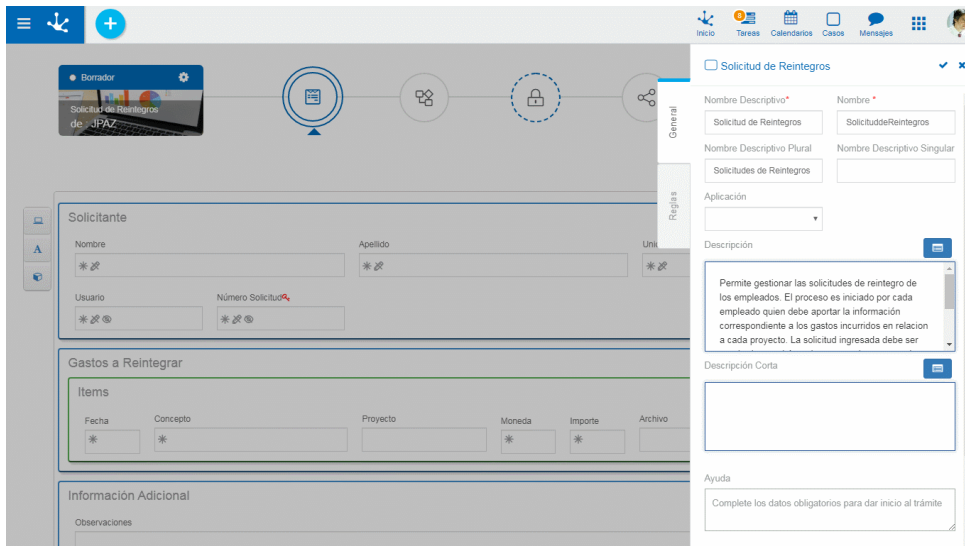 8
Inicio
Tareas
Calendarios
Casos
Mensajes
Borrador
Solicitud de Reintegros
de : JPAZ
General
Reglas
Solicitud de Reintegros
Nombre Descriptivo*
Nombre *
Solicitud de Reintegros
SolicituddeReintegros
Nombre Descriptivo Plural
Nombre Descriptivo Singular
Solicitudes de Reintegros
Aplicación
Descripción
Permite gestionar las solicitudes de reintegro de
los empleados. El proceso es iniciado por cada
empleado quien debe aportar la información
correspondiente a los gastos incurridos en relacion
a cada proyecto. La solicitud ingresada debe ser
Descripción Corta
Ayuda
Complete los datos obligatorios para dar inicio al trámite
A
Solicitante
Nombre
Apellido
Usuario
Número Solicitud
Gastos a Reintegrar
Items
Fecha
Concepto
Proyecto
Moneda
Importe
Archivo
Información Adicional
Observaciones